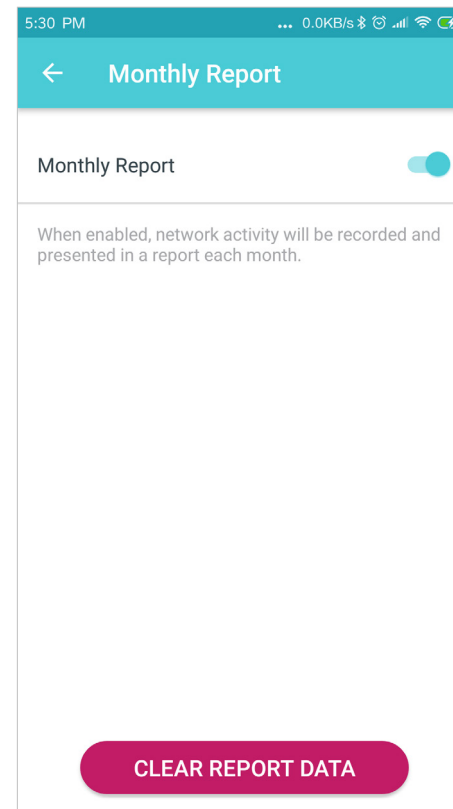 5:30 PM ... 0.0KB/s
Monthly Report
Monthly Report
When enabled, network activity will be recorded and
presented in a report each month.
CLEAR REPORT DATA